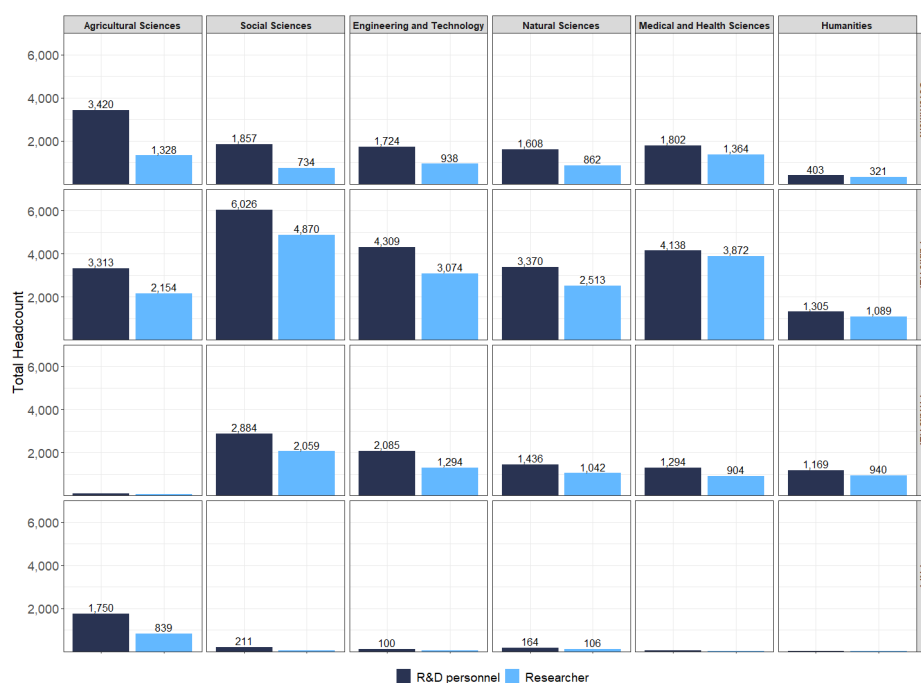 Agricultural Sciences Social Sciences Engineering and Technology Natural Sciences Medical and Health Sciences Humanities
Total Headcount
6,000
4,000
2,000
3,420 1,328 1,857 734 1,724 938 1,608 862 1,802 1,364 403 321
6,000
4,000
2,000
3,313 2,154 6,026 4,870 4,309 3,074 3,370 2,513 4,138 3,872 1,305 1,089
6,000
4,000
2,000
2,884 2,059 2,085 1,294 1,436 1,042 1,294 904 1,169 940
6,000
4,000
2,000
1,750 839 211 100 164 106
R&D personnel Researcher